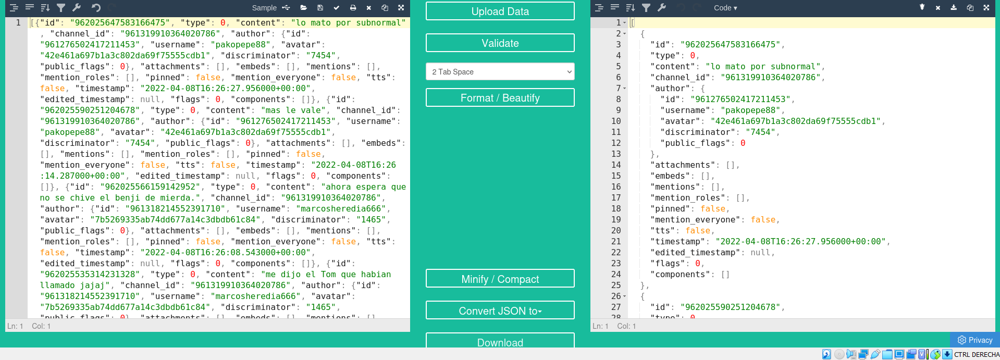 Sample
1 [{"id": "962025647583166475", "type": 0, "content": "lo mato por subnormal"
, "channel_id": "961319910364020786", "author": {"id":
"961276502417211453", "username": "pakopepe88", "avatar":
"42e461a697b1a3c802da69f75555cdb1", "discriminator": "7454",
"public_flags": 0}, "attachments": [], "embeds": [], "mentions": [],
"mention_roles": [], "pinned": false, "mention_everyone": false, "tts":
false, "timestamp": "2022-04-08T16:26:27.956000+00:00",
"edited_timestamp": null, "flags": 0, "components": []}, {"id":
"962025590251204678", "type": 0, "content": "mas le vale", "channel_id":
"961319910364020786", "author": {"id": "961276502417211453", "username":
"pakopepe88", "avatar": "42e461a697b1a3c802da69f75555cdb1",
"discriminator": "7454", "public_flags": 0}, "attachments": [], "embeds":
[], "mentions": [], "mention_roles": [], "pinned": false,
"mention_everyone": false, "tts": false, "timestamp": "2022-04-08T16:26
:14.287000+00:00", "edited_timestamp": null, "flags": 0, "components":
[]}, {"id": "962025566159142952", "type": 0, "content": "ahora espera que
no se chive el benji de mierda.", "channel_id": "961319910364020786",
"author": {"id": "961318214552391710", "username": "marcosheredia666",
"avatar": "7b5269335ab74dd677a14c3dbdb61c84", "discriminator": "1465",
"public_flags": 0}, "attachments": [], "embeds": [], "mentions": [],
"mention_roles": [], "pinned": false, "mention_everyone": false, "tts":
false, "timestamp": "2022-04-08T16:26:08.543000+00:00",
"edited_timestamp": null, "flags": 0, "components": []}, {"id":
"962025535314231328", "type": 0, "content": "me dijo el Tom que habian
llamado jajaj", "channel_id": "961319910364020786", "author": {"id":
"961318214552391710", "username": "marcosheredia666", "avatar":
"7b5269335ab74dd677a14c3dbdb61c84", "discriminator": "1465",
"public_flags": 0}, "attachments": [], "embeds": [], "mentions": [],
Ln: 1 Col: 1
Upload Data
Validate
2 Tab Space
Format / Beautify
Minify / Compact
Convert JSON to
Download
Code
1 [
2 {
3 "id": "962025647583166475",
4 "type": 0,
5 "content": "lo mato por subnormal",
6 "channel_id": "961319910364020786",
7 "author": {
8 "id": "961276502417211453",
9 "username": "pakopepe88",
10 "avatar": "42e461a697b1a3c802da69f75555cdb1",
11 "discriminator": "7454",
12 "public_flags": 0
13 },
14 "attachments": [],
15 "embeds": [],
16 "mentions": [],
17 "mention_roles": [],
18 "pinned": false,
19 "mention_everyone": false,
20 "tts": false,
21 "timestamp": "2022-04-08T16:26:27.956000+00:00",
22 "edited_timestamp": null,
23 "flags": 0,
24 "components": []
25 },
26 {
27 "id": "962025590251204678",
28 "type": 0
Ln: 1 Col: 1
Privacy
CTRL DERECHA